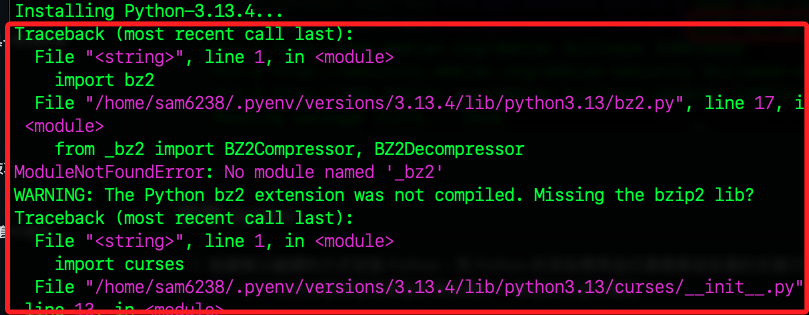 Installing Python-3.13.4...
Traceback (most recent call last):
  File "<string>", line 1, in <module>
    import bz2
  File "/home/sam6238/.pyenv/versions/3.13.4/lib/python3.13/bz2.py", line 17, i
<module>
    from _bz2 import BZ2Compressor, BZ2Decompressor
ModuleNotFoundError: No module named '_bz2'
WARNING: The Python bz2 extension was not compiled. Missing the bzip2 lib?
Traceback (most recent call last):
  File "<string>", line 1, in <module>
    import curses
  File "/home/sam6238/.pyenv/versions/3.13.4/lib/python3.13/curses/__init__.py"
line 13, in <module>